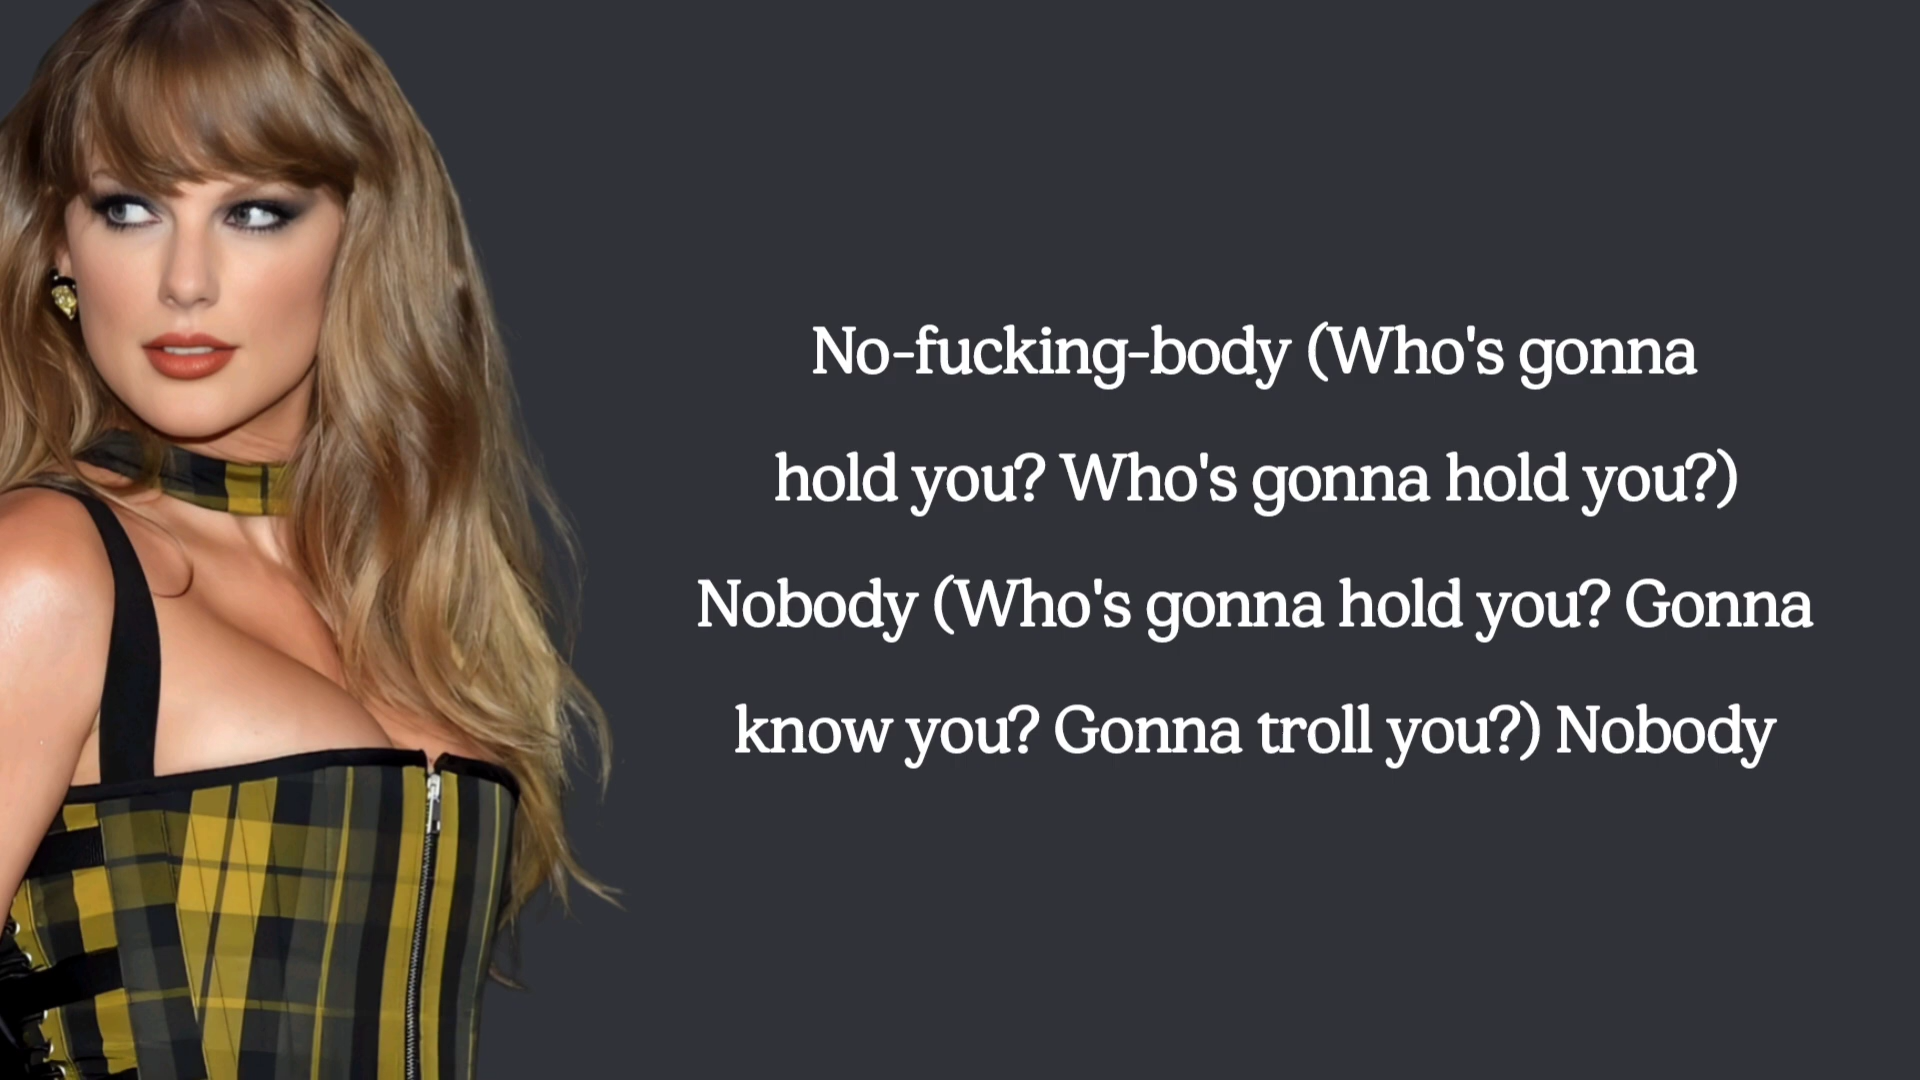 No-fucking-body (Who's gonna
hold you? Who's gonna hold you?)
Nobody (Who's gonna hold you? Gonna
know you? Gonna troll you?) Nobody